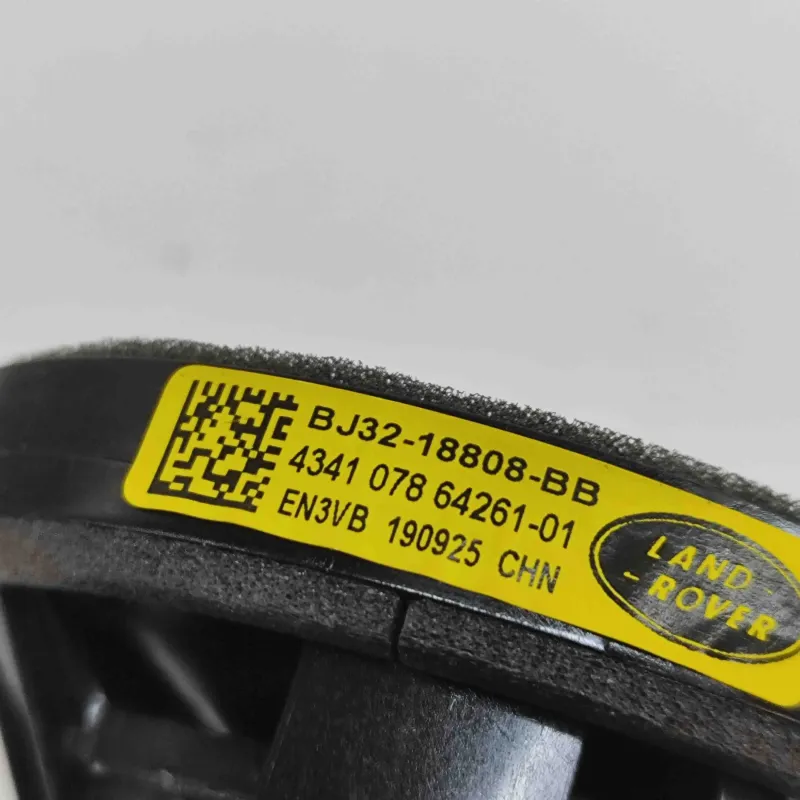 BJ32-18808-BB
4341 078 64261-01
EN3VB 190925 CHN
LAND-
-ROVER